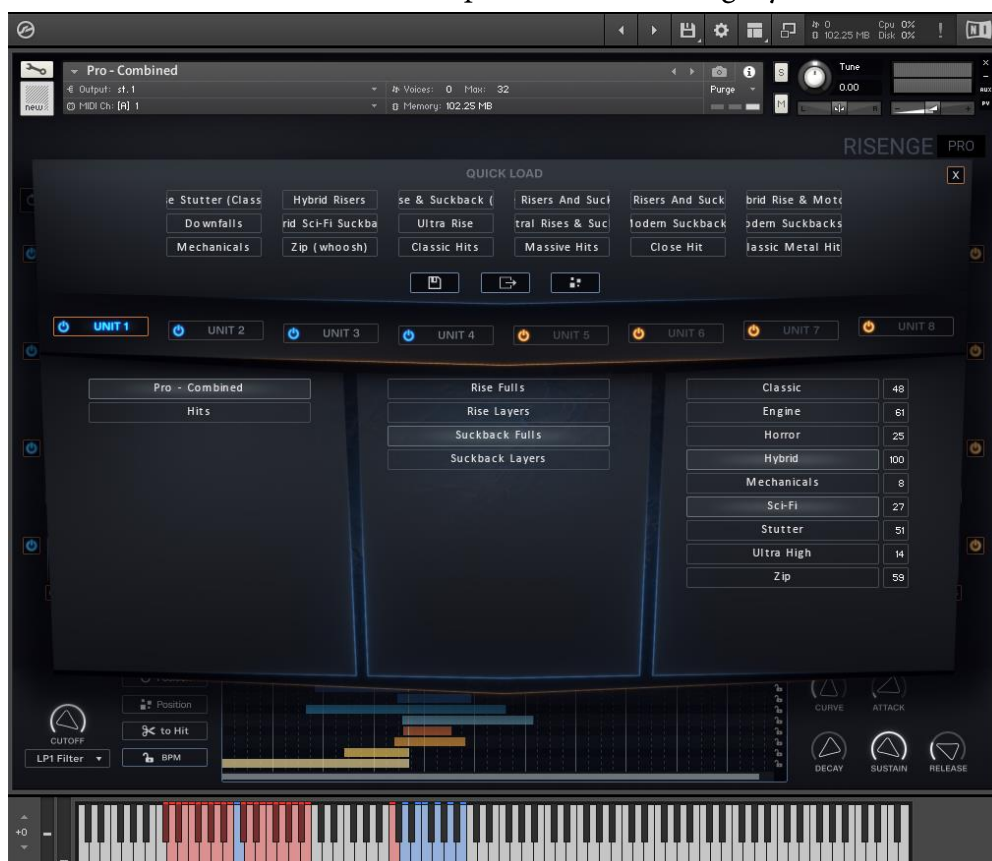 0 Cpu 0%
0 102.25 MB Disk 0%
Pro - Combined
Output: st.1
Voices: 0 Max: 32
Purge
S
Tune
0.00
new
MIDI Ch: [A] 1
Memory: 102.25 MB
M
L R
aux
PV
RISENGE PRO
QUICK LOAD
X
e Stutter (Class Hybrid Risers se & Suckback ( Risers And Suck Risers And Suck brid Rise & Moto
Downfalls rid Sci-Fi Suckba Ultra Rise tral Rises & Suc Modern Suckback odern Suckbacks
Mechanicals Zip (whoosh) Classic Hits Massive Hits Close Hit lassic Metal Hit
UNIT 1 UNIT 2 UNIT 3 UNIT 4 UNIT 5 UNIT 6 UNIT 7 UNIT 8
Pro - Combined Rise Fulls Classic 48
Hits Rise Layers Engine 61
Suckback Fulls Horror 25
Suckback Layers Hybrid 100
Mechanicals 8
Sci-Fi 27
Stutter 51
Ultra High 14
Zip 59
Position
CURVE ATTACK
to Hit
CUTOFF
LP1 Filter BPM
DECAY SUSTAIN RELEASE
+0